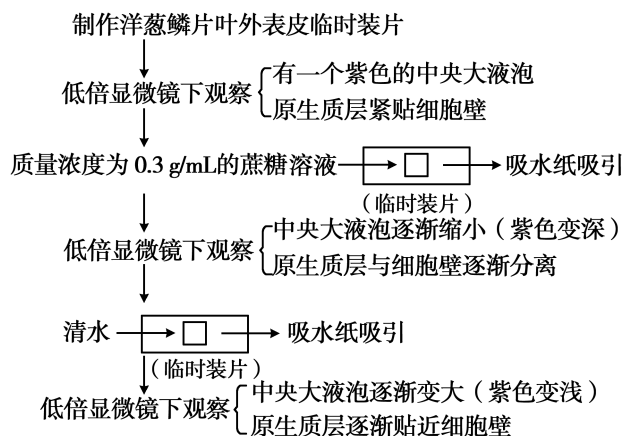 制作洋葱鳞片叶外表皮临时装片
低倍显微镜下观察
有一个紫色的中央大液泡
原生质层紧贴细胞壁
质量浓度为 0.3 g/mL的蔗糖溶液
吸水纸吸引
（临时装片）
低倍显微镜下观察
中央大液泡逐渐缩小（紫色变深）
原生质层与细胞壁逐渐分离
清水
吸水纸吸引
（临时装片）
低倍显微镜下观察
中央大液泡逐渐变大（紫色变浅）
原生质层逐渐贴近细胞壁